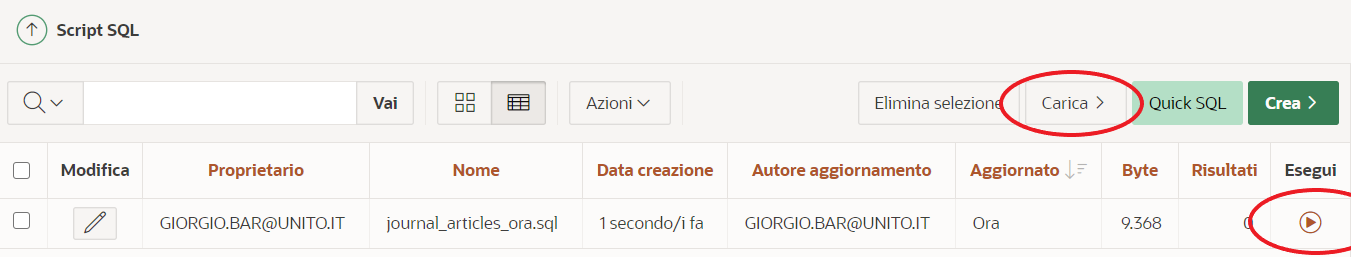 Script SQL
Vai Azioni Elimina selezione Carica Quick SQL Crea
Modifica Proprietario Nome Data creazione Autore aggiornamento Aggiornato Byte Risultati Esegui
GIORGIO.BAR@UNITO.IT journal_articles_ora.sql 1 secondo/i fa GIORGIO.BAR@UNITO.IT Ora 9.368 0